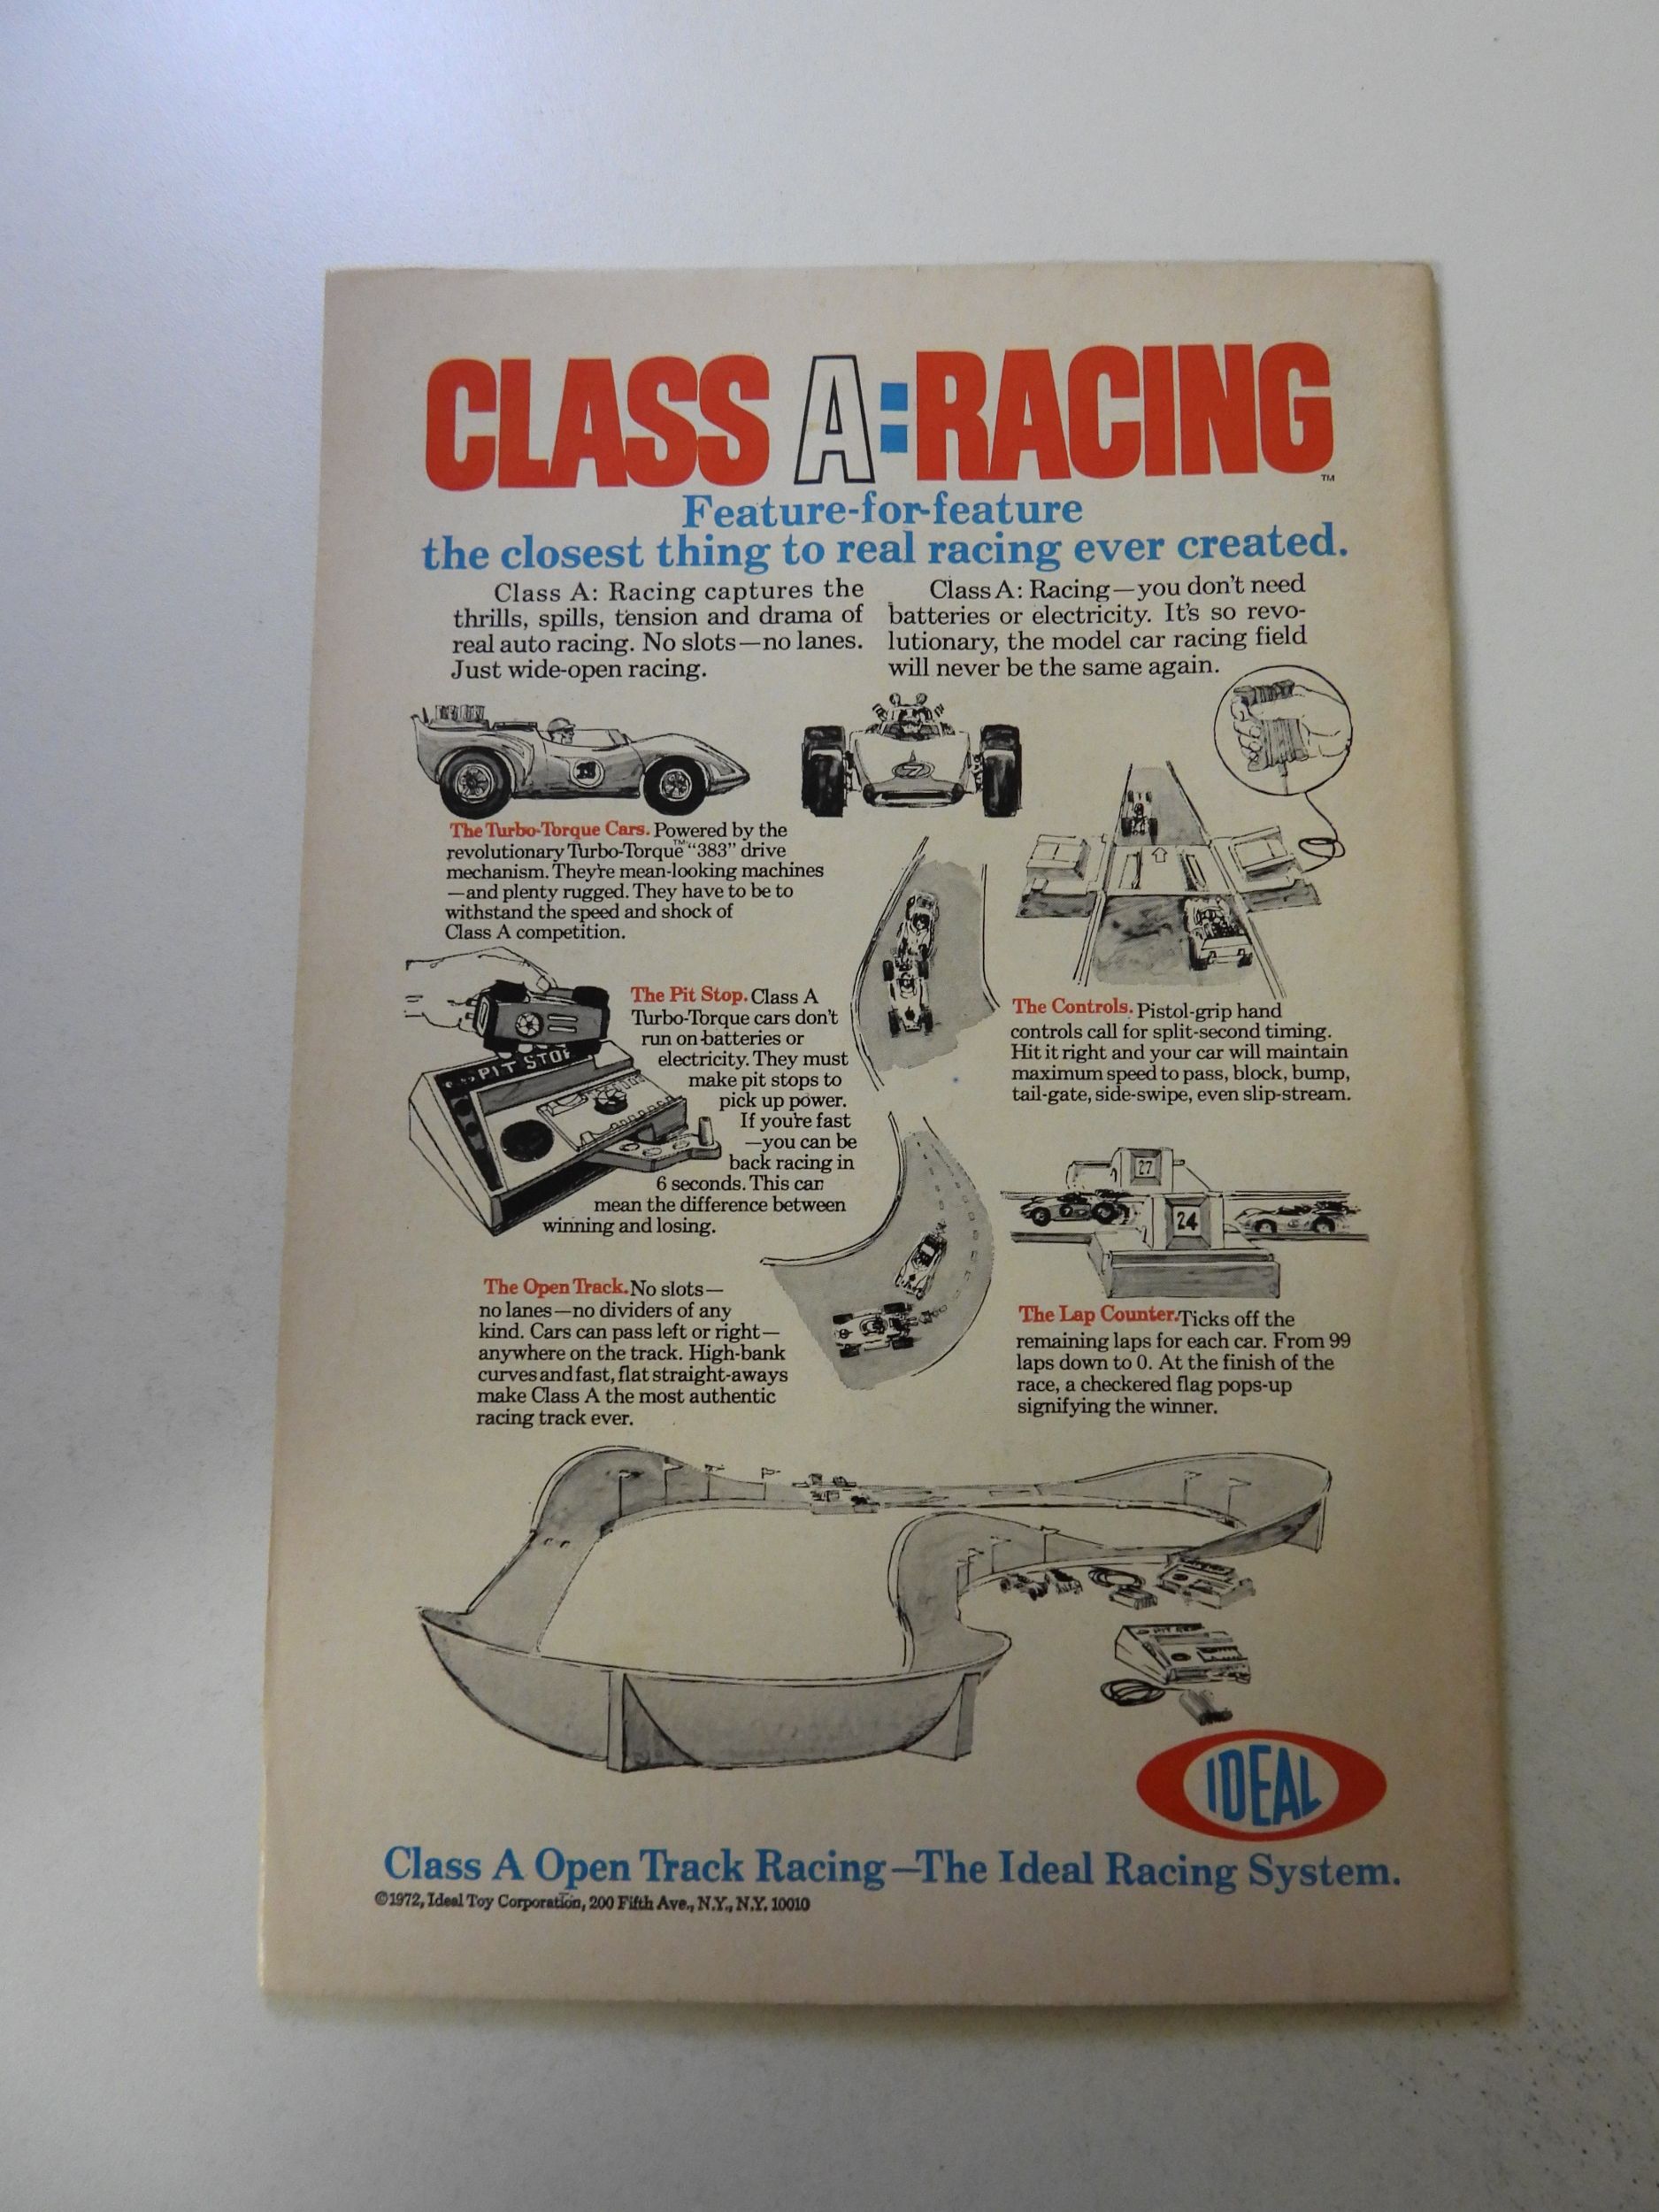 CLASS A:RACING
™
Feature-for-feature
the closest thing to real racing ever created.
Class A: Racing captures the
thrills, spills, tension and drama of
real auto racing. No slots—no lanes.
Just wide-open racing.
Class A: Racing—you don't need
batteries or electricity. It's so revo-
lutionary, the model car racing field
will never be the same again.
The Turbo-Torque Cars. Powered by the
revolutionary Turbo-Torque™ "383" drive
mechanism. They're mean-looking machines
—and plenty rugged. They have to be to
withstand the speed and shock of
Class A competition.
PIT STOP
The Pit Stop. Class A
Turbo-Torque cars don't
run on batteries or
electricity. They must
make pit stops to
pick up power.
If you're fast
—you can be
back racing in
6 seconds. This can
mean the difference between
winning and losing.
The Controls. Pistol-grip hand
controls call for split-second timing.
Hit it right and your car will maintain
maximum speed to pass, block, bump,
tail-gate, side-swipe, even slip-stream.
27
7
24
The Open Track. No slots—
no lanes—no dividers of any
kind. Cars can pass left or right—
anywhere on the track. High-bank
curves and fast, flat straight-aways
make Class A the most authentic
racing track ever.
The Lap Counter. Ticks off the
remaining laps for each car. From 99
laps down to 0. At the finish of the
race, a checkered flag pops-up
signifying the winner.
IDEAL
Class A Open Track Racing—The Ideal Racing System.
©1972, Ideal Toy Corporation, 200 Fifth Ave., N.Y., N.Y. 10010